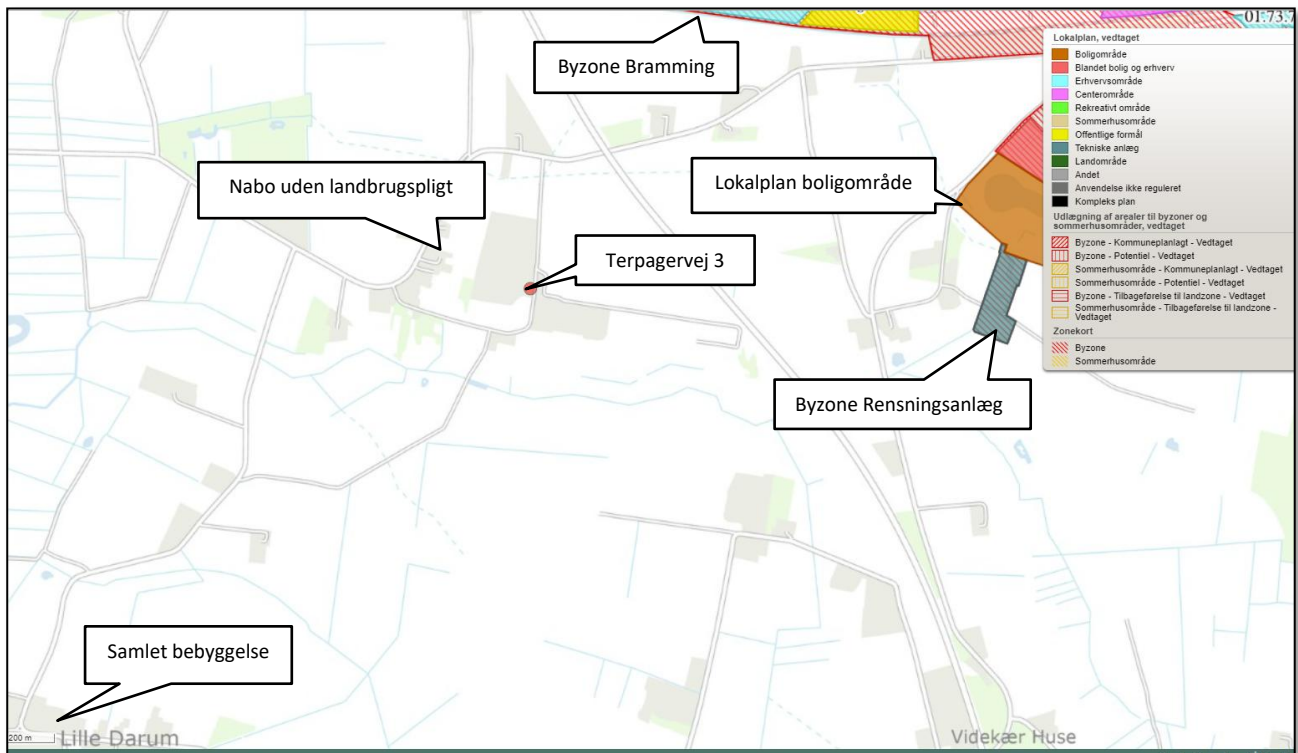 01.73.7
Byzone Bramming
Nabo uden landbrugspligt
Lokalplan boligområde
Terpagervej 3
Byzone Rensningsanlæg
Samlet bebyggelse
Lokalplan, vedtaget
Boligområde
Blandet bolig og erhverv
Erhvervsområde
Centerområde
Rekreativt område
Sommerhusområde
Offentlige formål
Tekniske anlæg
Landområde
Andet
Anvendelse ikke reguleret
Kompleks plan
Udlægning af arealer til byzoner og
sommerhusområder, vedtaget
Byzone - Kommuneplanlagt - Vedtaget
Byzone - Potentiel - Vedtaget
Sommerhusområde - Kommuneplanlagt - Vedtaget
Sommerhusområde - Potentiel - Vedtaget
Byzone - Tilbageførelse til landzone - Vedtaget
Sommerhusområde - Tilbageførelse til landzone -
Vedtaget
Zonekort
Byzone
Sommerhusområde
200 m
Lille Darum
Videkær Huse